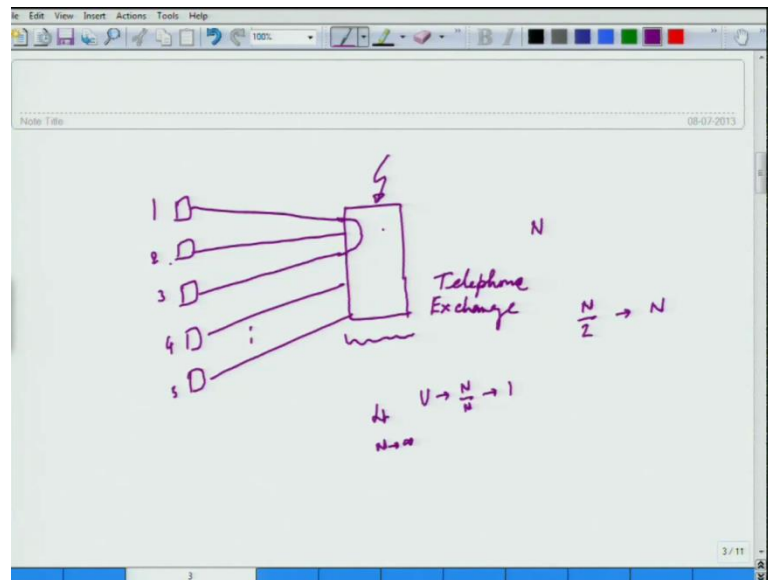 le Edit View Insert Actions Tools Help
100%
B I
Note Title
08-07-2013
1
2
3
4
5
N
Telephone
Exchange
N/2 → N
Lt U → N/N → 1
N→∞
3 / 11
3